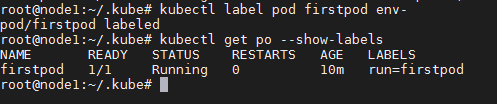 root@node1:~/.kube# kubectl label pod firstpod env-
pod/firstpod labeled
root@node1:~/.kube# kubectl get po --show-labels
NAME       READY   STATUS    RESTARTS   AGE   LABELS
firstpod   1/1     Running   0          10m   run=firstpod
root@node1:~/.kube#